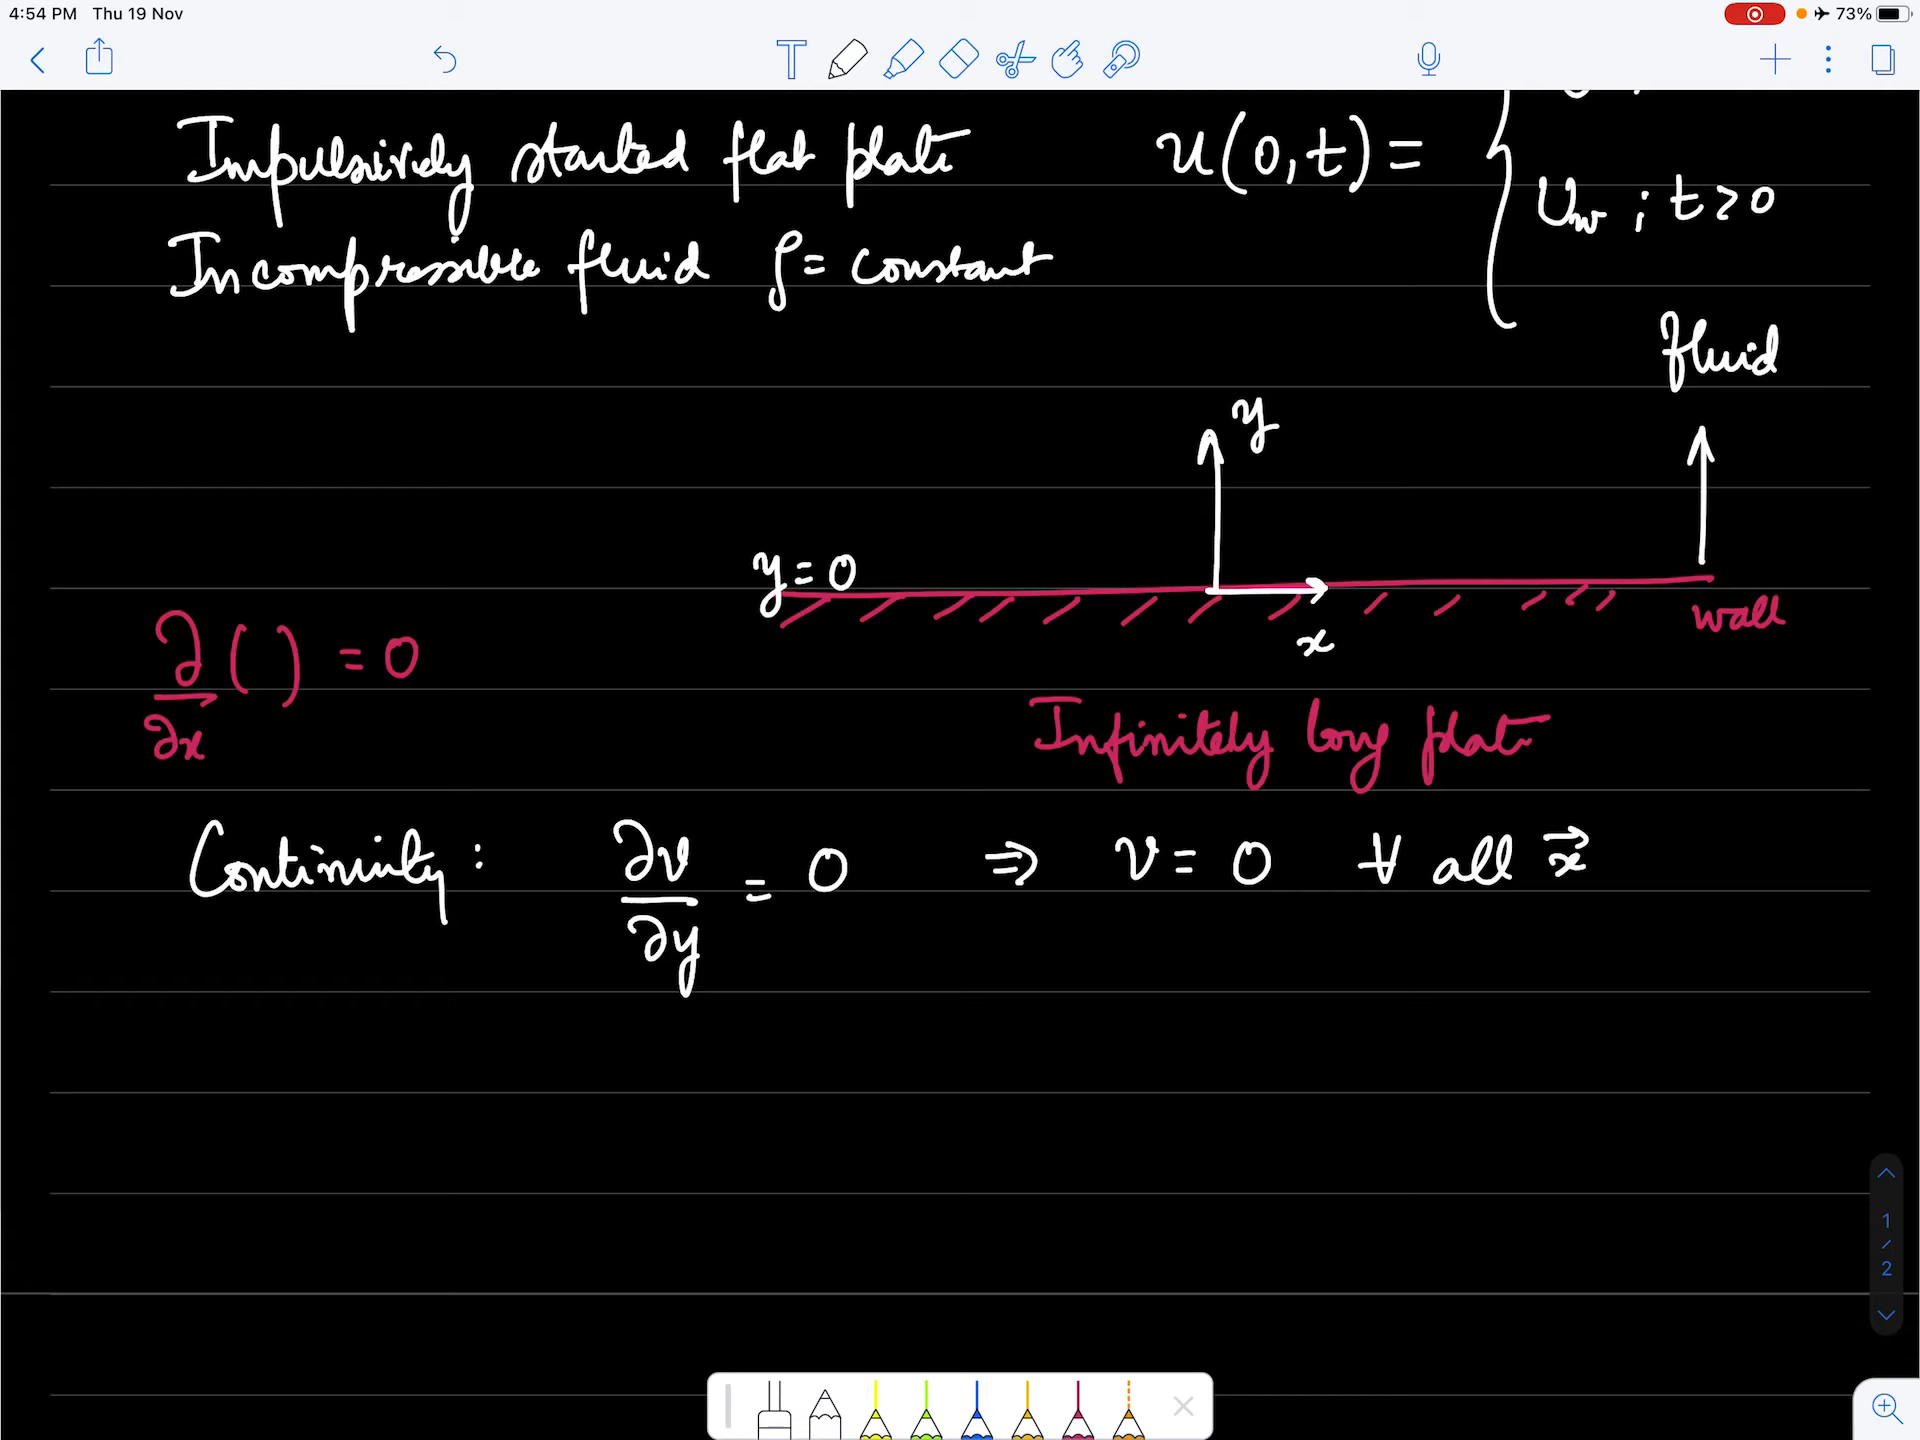 4:54 PM Thu 19 Nov
73%
Impulsively started flat plate u(0,t) =
U_w ; t>0
Incompressible fluid ρ = constant
fluid
y
y = 0
x
wall
∂/∂x ( ) = 0
Infinitely long plate
Continuity : ∂v/∂y = 0 ⇒ v = 0 ∀ all x⃗
1
/
2